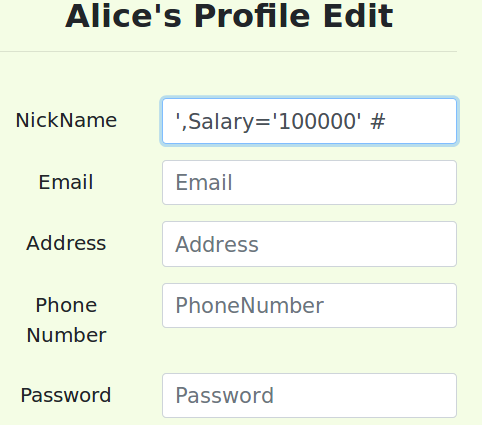 Alice's Profile Edit
NickName
',Salary='100000' #
Email
Email
Address
Address
Phone
Number
PhoneNumber
Password
Password